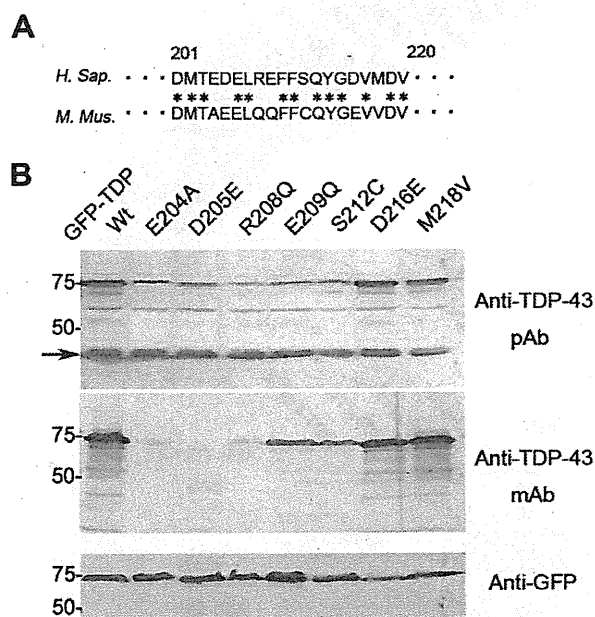 A
201 220
H. Sap. · · · DMTEDELREFFSQYGDVMDV · · ·
*** ** ** *** * **
M. Mus. · · · DMTAEELQQFFCQYGEVVDV · · ·
B
GFP-TDP
Wt E204A D205E R208Q E209Q S212C D216E M218V
75-
50-
Anti-TDP-43
pAb
75-
50-
Anti-TDP-43
mAb
75-
50-
Anti-GFP